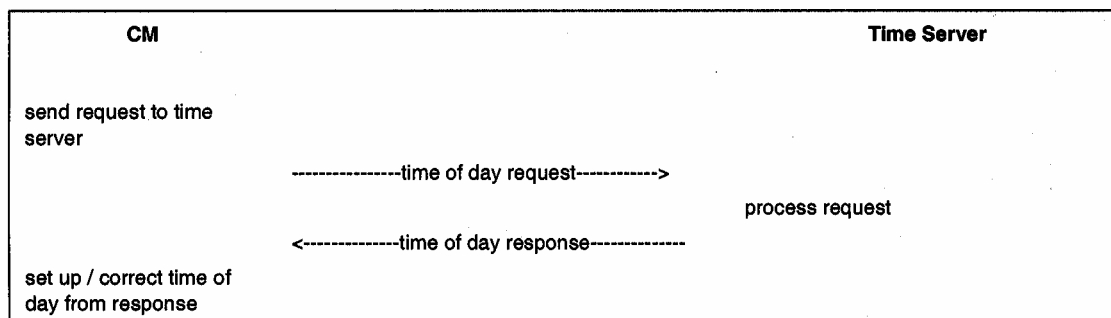 CM Time Server
send request to time
server
----------------time of day request------------>
process request
<--------------time of day response--------------
set up / correct time of
day from response